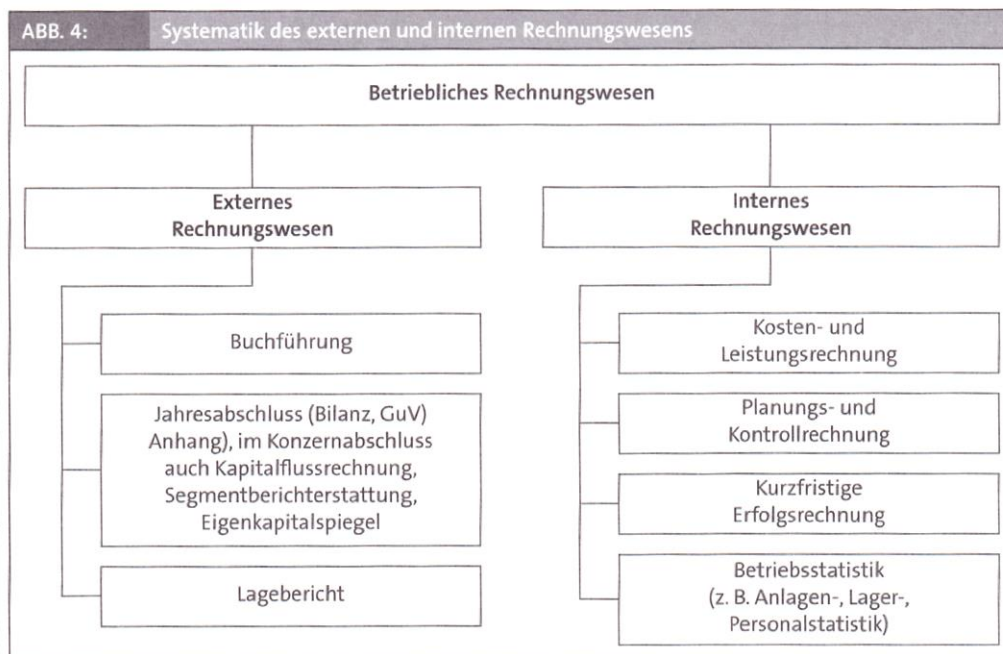 ABB. 4: Systematik des externen und internen Rechnungswesens
Betriebliches Rechnungswesen
Externes
Rechnungswesen
Buchführung
Jahresabschluss (Bilanz, GuV)
Anhang), im Konzernabschluss
auch Kapitalflussrechnung,
Segmentberichterstattung,
Eigenkapitalspiegel
Lagebericht
Internes
Rechnungswesen
Kosten- und
Leistungsrechnung
Planungs- und
Kontrollrechnung
Kurzfristige
Erfolgsrechnung
Betriebsstatistik
(z. B. Anlagen-, Lager-,
Personalstatistik)